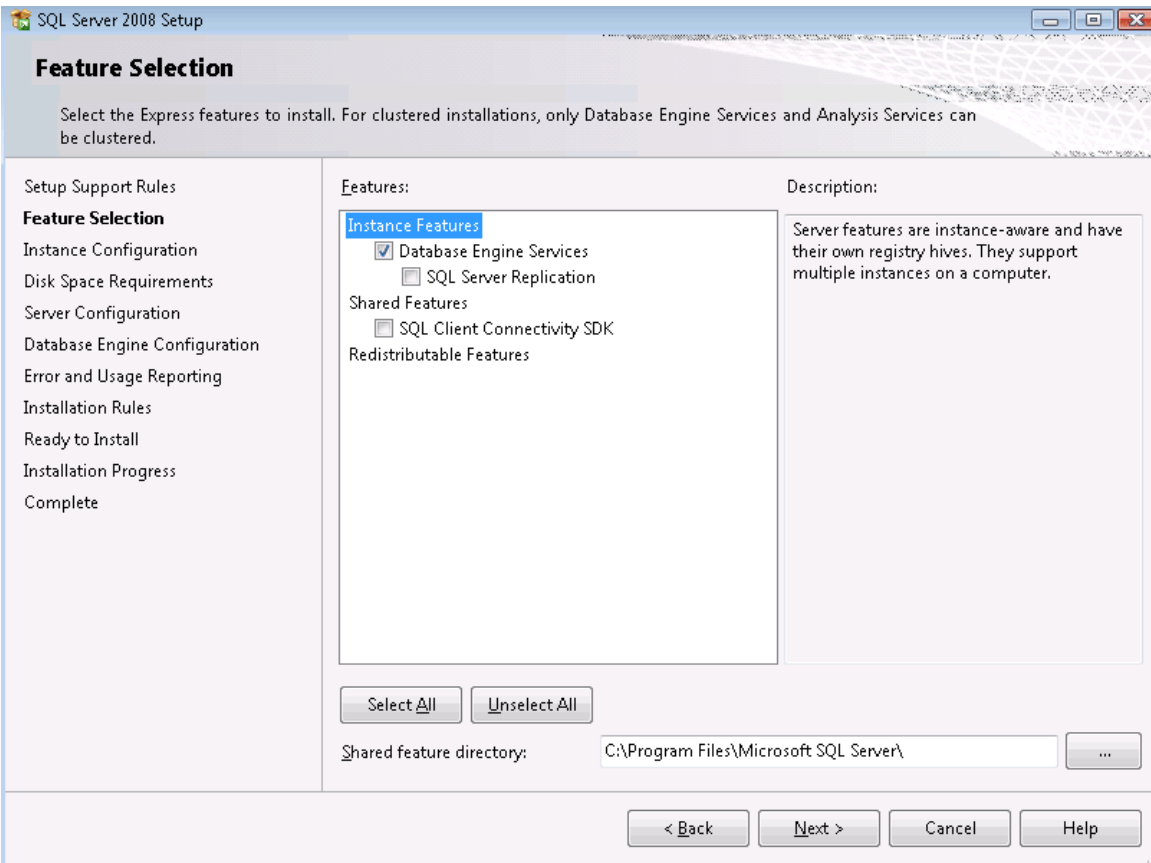 SQL Server 2008 Setup
Feature Selection
Select the Express features to install. For clustered installations, only Database Engine Services and Analysis Services can
be clustered.
Setup Support Rules
Feature Selection
Instance Configuration
Disk Space Requirements
Server Configuration
Database Engine Configuration
Error and Usage Reporting
Installation Rules
Ready to Install
Installation Progress
Complete
Features:
Instance Features
Database Engine Services
SQL Server Replication
Shared Features
SQL Client Connectivity SDK
Redistributable Features
Description:
Server features are instance-aware and have
their own registry hives. They support
multiple instances on a computer.
Select All
Unselect All
Shared feature directory:
C:\Program Files\Microsoft SQL Server\
...
< Back
Next >
Cancel
Help